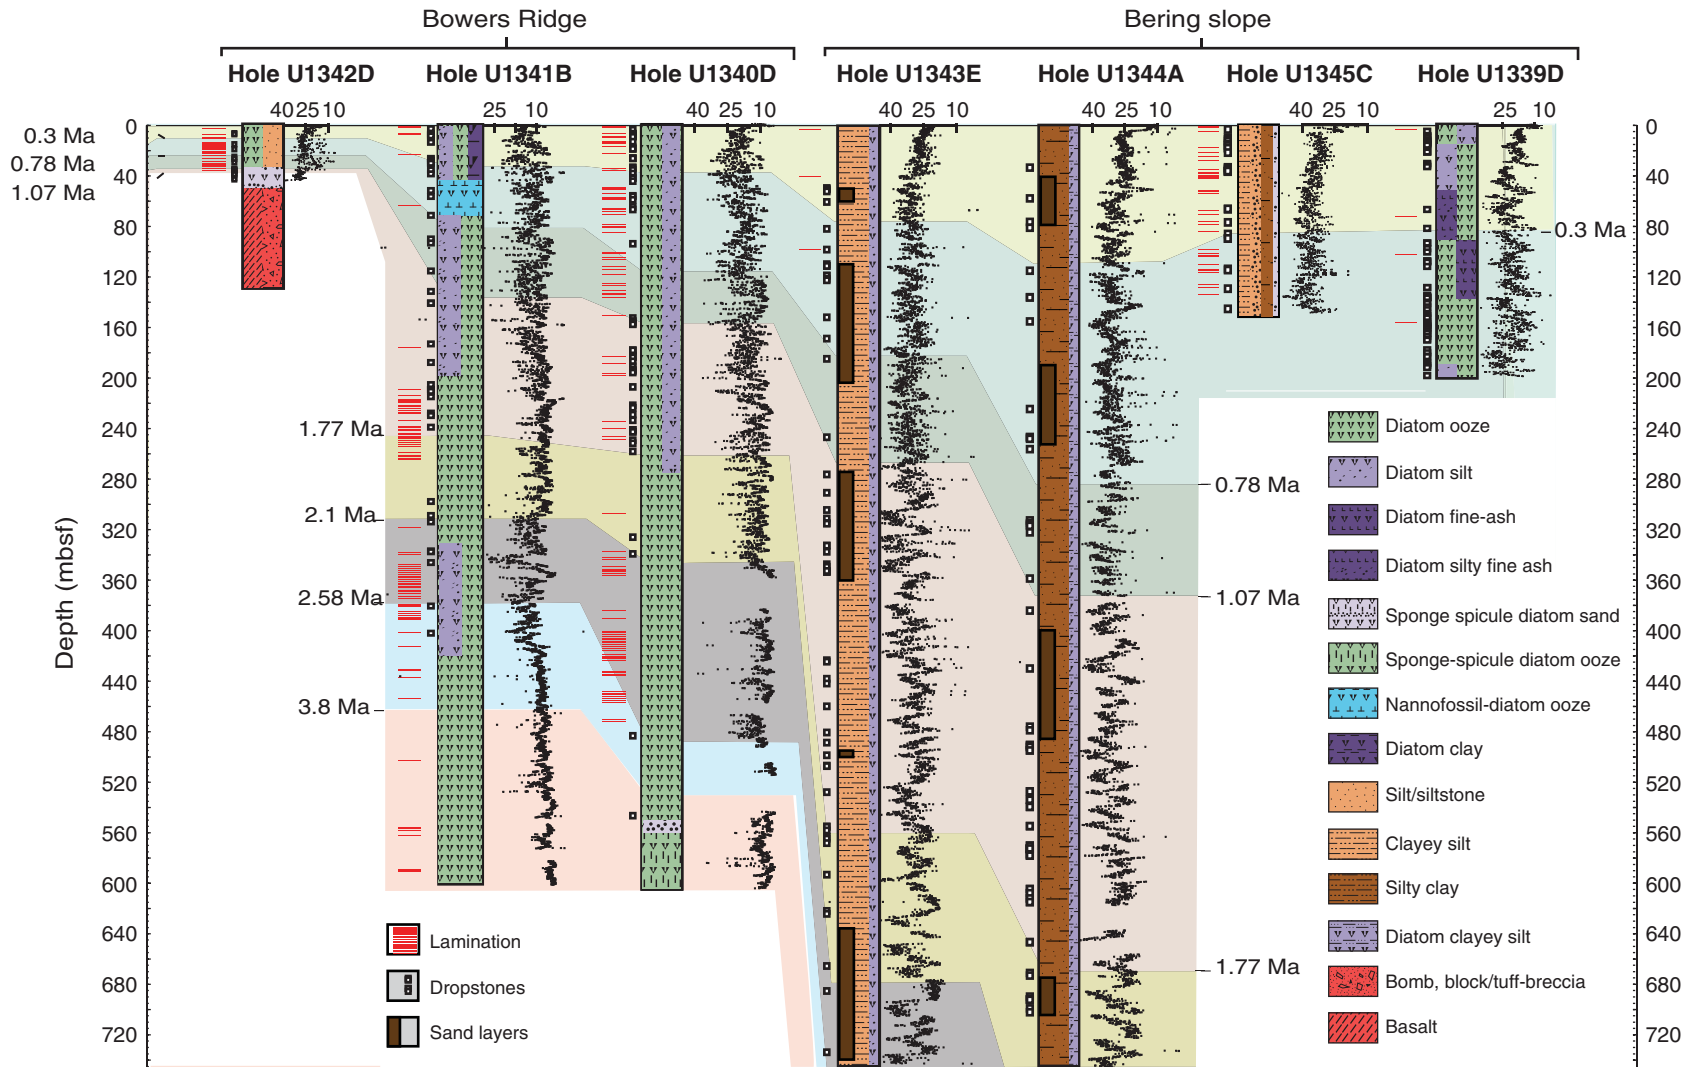 Bowers Ridge
Bering slope
Hole U1342D
Hole U1341B
Hole U1340D
Hole U1343E
Hole U1344A
Hole U1345C
Hole U1339D
40 25 10
25 10
40 25 10
40 25 10
40 25 10
40 25 10
25 10
Depth (mbsf)
0
40
80
120
160
200
240
280
320
360
400
440
480
520
560
600
640
680
720
0.3 Ma
0.78 Ma
1.07 Ma
1.77 Ma
2.1 Ma
2.58 Ma
3.8 Ma
0.3 Ma
0.78 Ma
1.07 Ma
1.77 Ma
0
40
80
120
160
200
240
280
320
360
400
440
480
520
560
600
640
680
720
Lamination
Dropstones
Sand layers
Diatom ooze
Diatom silt
Diatom fine-ash
Diatom silty fine ash
Sponge spicule diatom sand
Sponge-spicule diatom ooze
Nannofossil-diatom ooze
Diatom clay
Silt/siltstone
Clayey silt
Silty clay
Diatom clayey silt
Bomb, block/tuff-breccia
Basalt